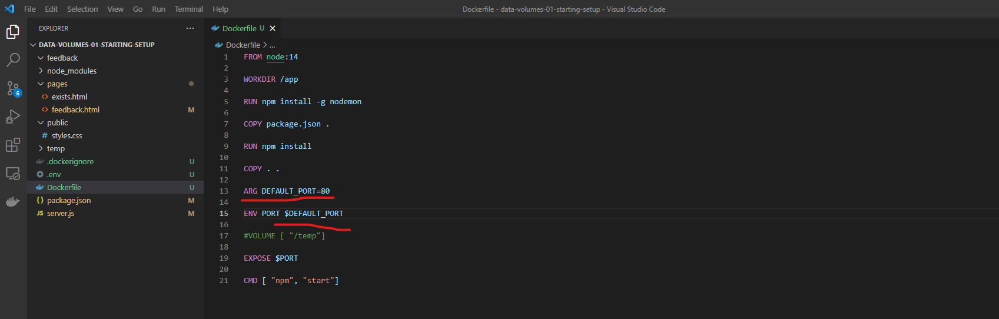 File Edit Selection View Go Run Terminal Help Dockerfile - data-volumes-01-starting-setup - Visual Studio Code
EXPLORER ...
DATA-VOLUMES-01-STARTING-SETUP
feedback
node_modules
pages
exists.html
feedback.html M
public
styles.css
temp
.dockerignore U
.env U
Dockerfile U
package.json M
JS server.js M
6
Dockerfile U
Dockerfile > ...
1 FROM node:14
2
3 WORKDIR /app
4
5 RUN npm install -g nodemon
6
7 COPY package.json .
8
9 RUN npm install
10
11 COPY . .
12
13 ARG DEFAULT_PORT=80
14
15 ENV PORT $DEFAULT_PORT
16
17 #VOLUME [ "/temp"]
18
19 EXPOSE $PORT
20
21 CMD [ "npm", "start"]